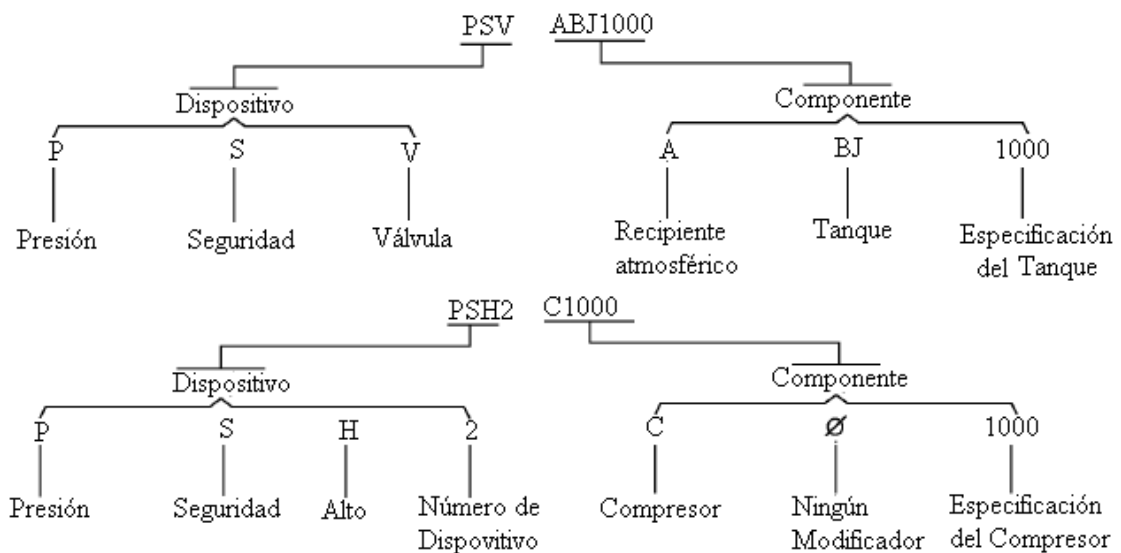 PSV ABJ1000
Dispositivo Componente
P S V A BJ 1000
Presión Seguridad Válvula
Recipiente
atmosférico
Tanque
Especificación
del Tanque
PSH2 C1000
Dispositivo Componente
P S H 2 C Ø 1000
Presión Seguridad Alto
Número de
Dispovitivo
Compresor
Ningún
Modificador
Especificación
del Compresor